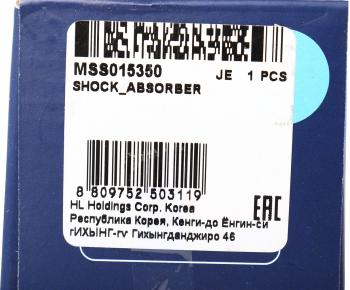 MSS015350 JE 1 PCS
SHOCK_ABSORBER
8 809752 503119
HL Holdings Corp. Korea
Республика Корея, Кенги-до Ёнгин-си
гИХЫНГ-гу Гихынгданджиро 46
EAC